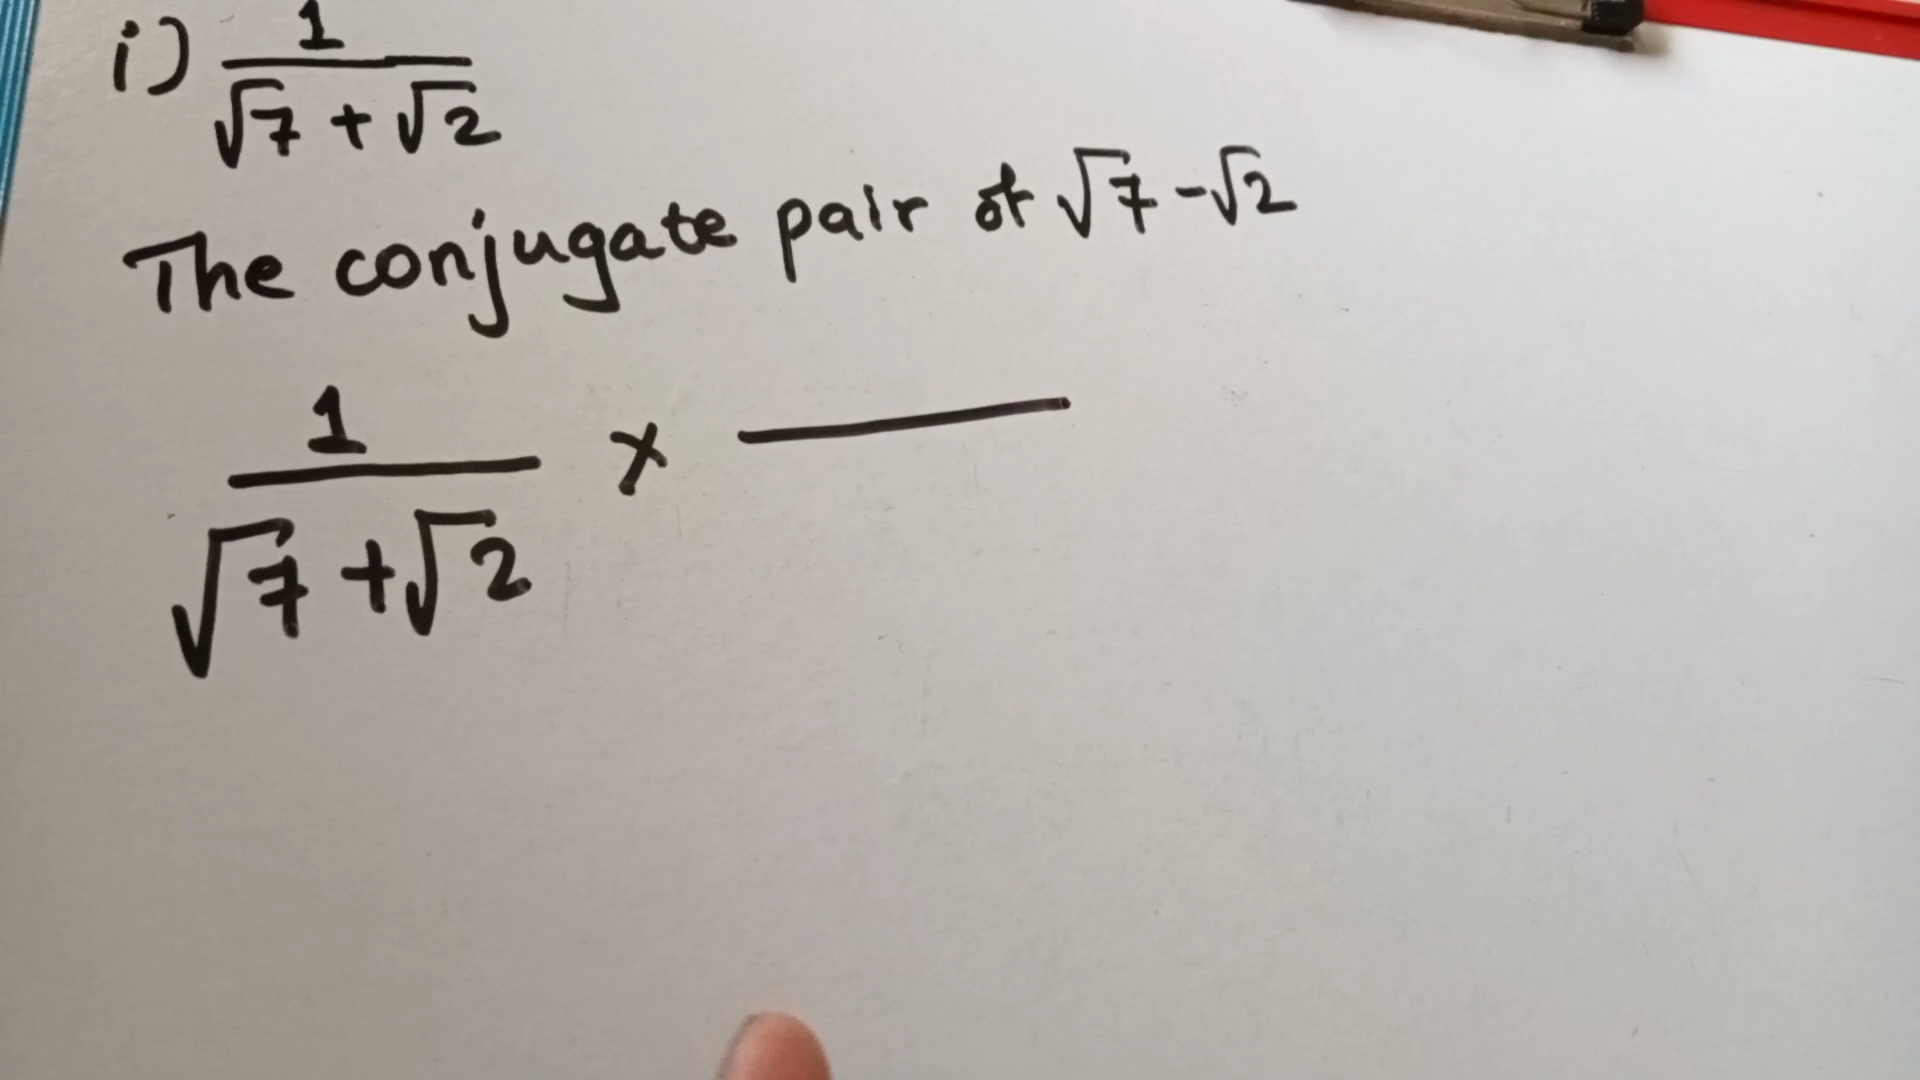 i) 1
√7 + √2
The conjugate pair of √7 - √2
1 ×
√7 + √2